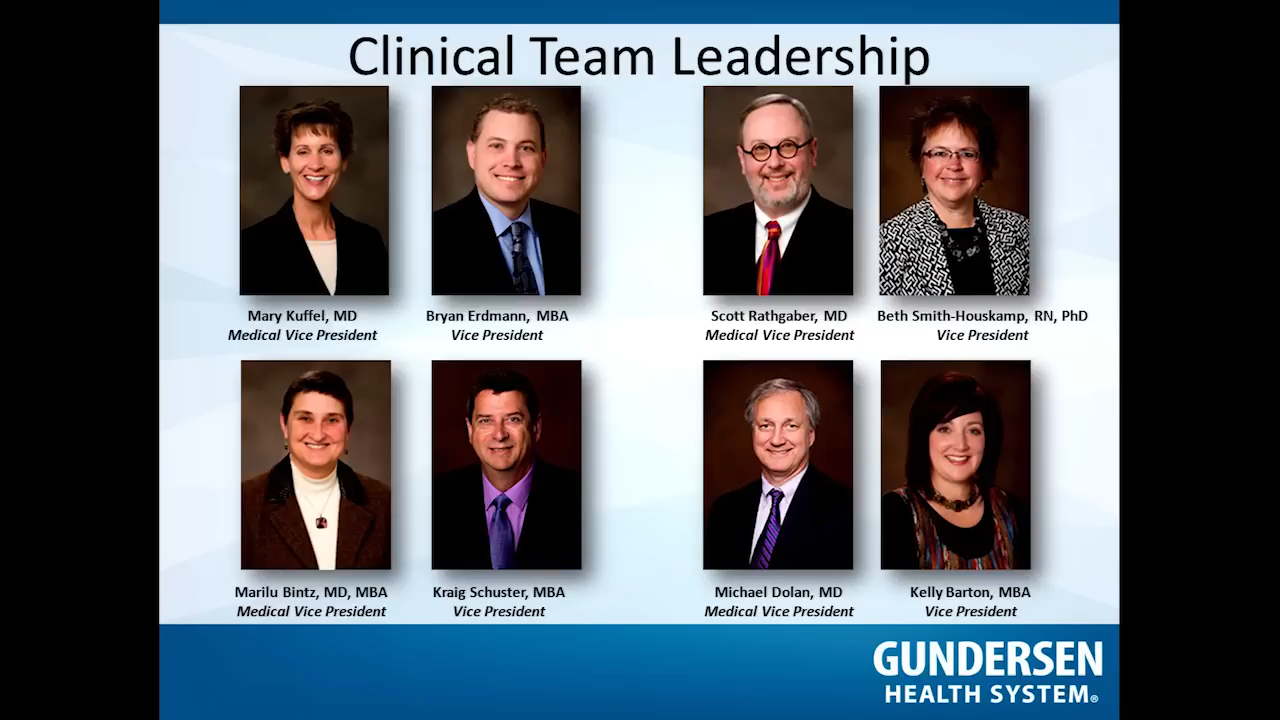 Clinical Team Leadership
Mary Kuffel, MD
Medical Vice President
Bryan Erdmann, MBA
Vice President
Scott Rathgaber, MD
Medical Vice President
Beth Smith-Houskamp, RN, PhD
Vice President
Marilu Bintz, MD, MBA
Medical Vice President
Kraig Schuster, MBA
Vice President
Michael Dolan, MD
Medical Vice President
Kelly Barton, MBA
Vice President
GUNDERSEN
HEALTH SYSTEM®